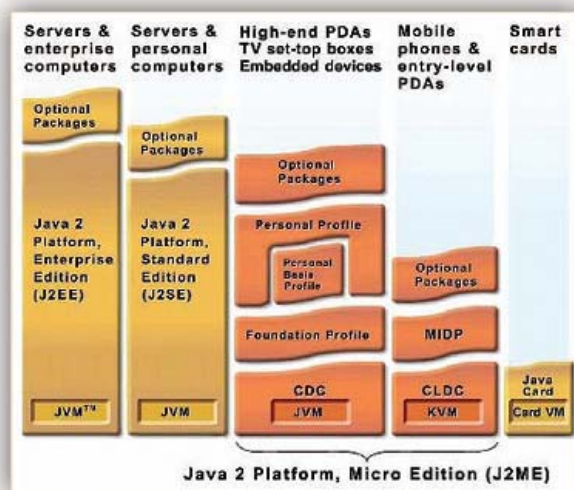 Servers &
enterprise
computers
Servers &
personal
computers
High-end PDAs
TV set-top boxes
Embedded devices
Mobile
phones &
entry-level
PDAs
Smart
cards
Optional
Packages
Java 2
Platform,
Enterprise
Edition
(J2EE)
JVM™
Optional
Packages
Java 2
Platform,
Standard
Edition
(J2SE)
JVM
Optional
Packages
Personal Profile
Personal
Basis
Profile
Foundation Profile
CDC
JVM
Optional
Packages
MIDP
CLDC
KVM
Java
Card
Card VM
Java 2 Platform, Micro Edition (J2ME)